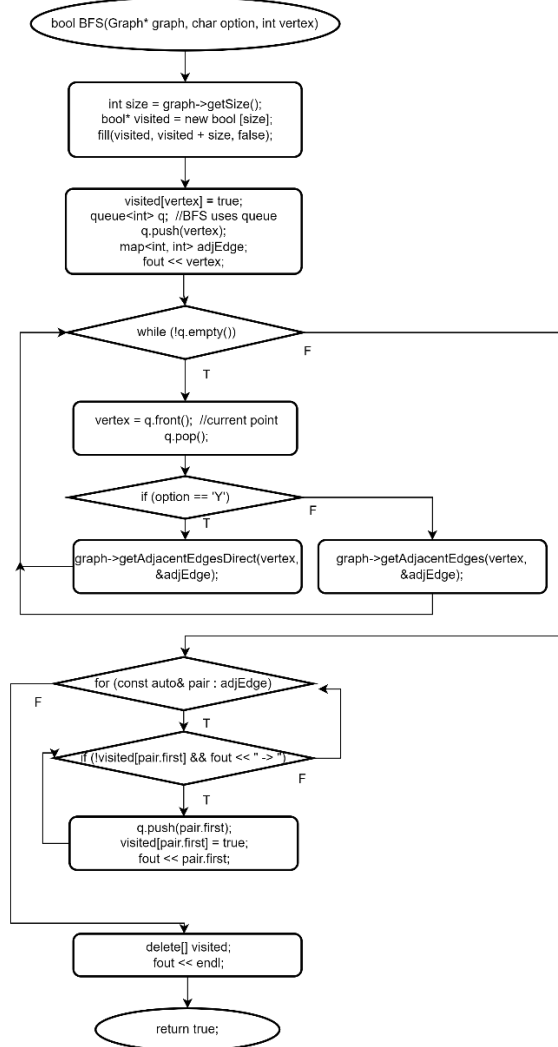 bool BFS(Graph* graph, char option, int vertex)
int size = graph->getSize();
bool* visited = new bool [size];
fill(visited, visited + size, false);
visited[vertex] = true;
queue<int> q;  //BFS uses queue
q.push(vertex);
map<int, int> adjEdge;
fout << vertex;
while (!q.empty())
F
T
vertex = q.front();  //current point
q.pop();
if (option == 'Y')
F
T
graph->getAdjacentEdgesDirect(vertex,
&adjEdge);
graph->getAdjacentEdges(vertex,
&adjEdge);
for (const auto& pair : adjEdge)
F
T
if (!visited[pair.first] && fout << " -> ")
F
T
q.push(pair.first);
visited[pair.first] = true;
fout << pair.first;
delete[] visited;
fout << endl;
return true;